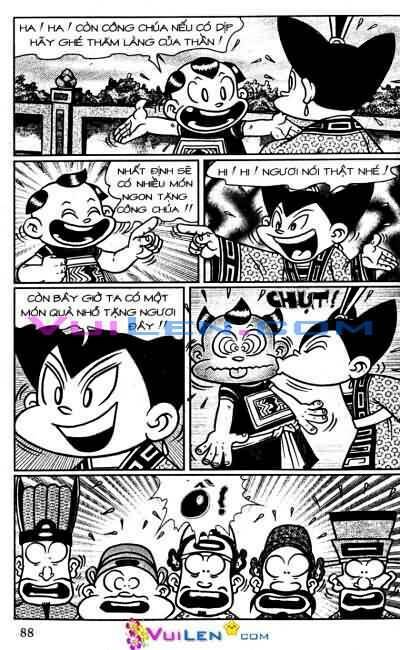 HA! HA! CÒN CÔNG CHÚA NẾU CÓ DỊP
HÃY GHÉ THĂM LÀNG CỦA THẦN!
NHẤT ĐỊNH SẼ
CÓ NHIỀU MÓN
NGON TẶNG
CÔNG CHÚA!!
HI! HI! NGƯƠI NÓI THẬT NHÉ!
CÒN BÂY GIỜ TA CÓ MỘT
MÓN QUÀ NHỎ TẶNG NGƯƠI
ĐÂY!!
CHỤT!
VUILEN.COM
Ồ!
88
VUILEN.COM